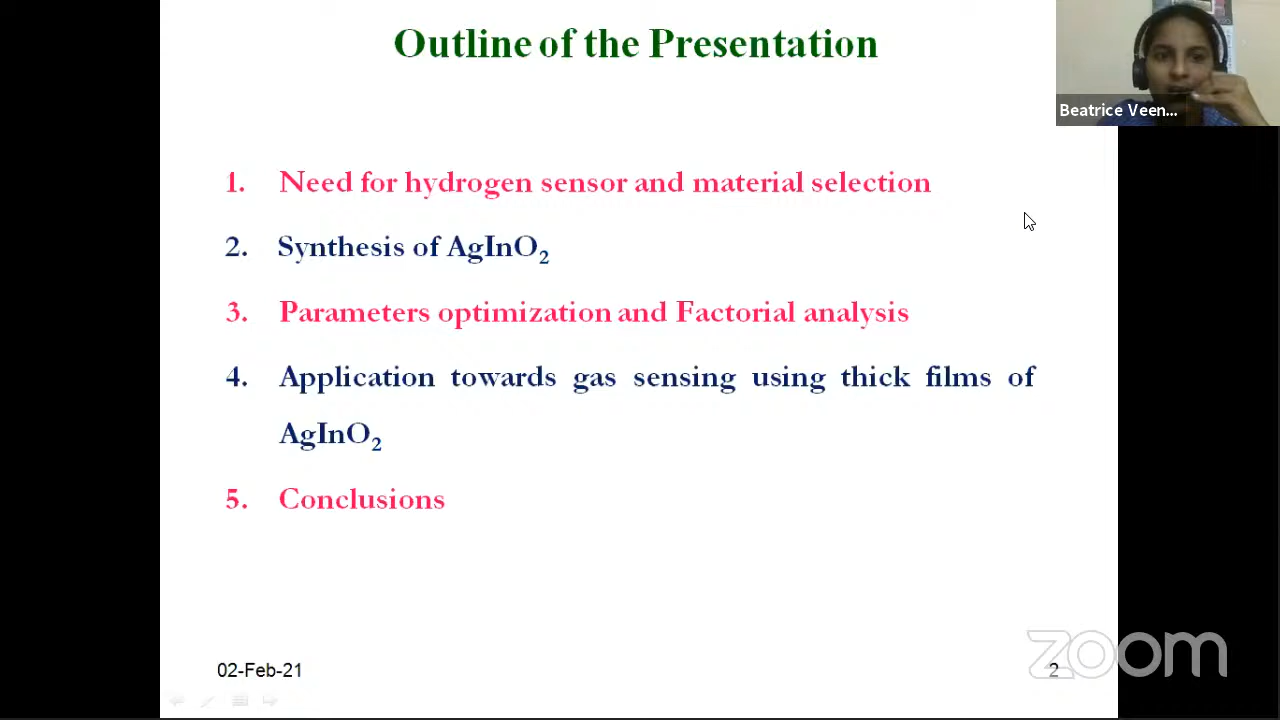 Outline of the Presentation
Beatrice Veen...
1. Need for hydrogen sensor and material selection
2. Synthesis of AgInO₂
3. Parameters optimization and Factorial analysis
4. Application towards gas sensing using thick films of
AgInO₂
5. Conclusions
zoom
02-Feb-21
2